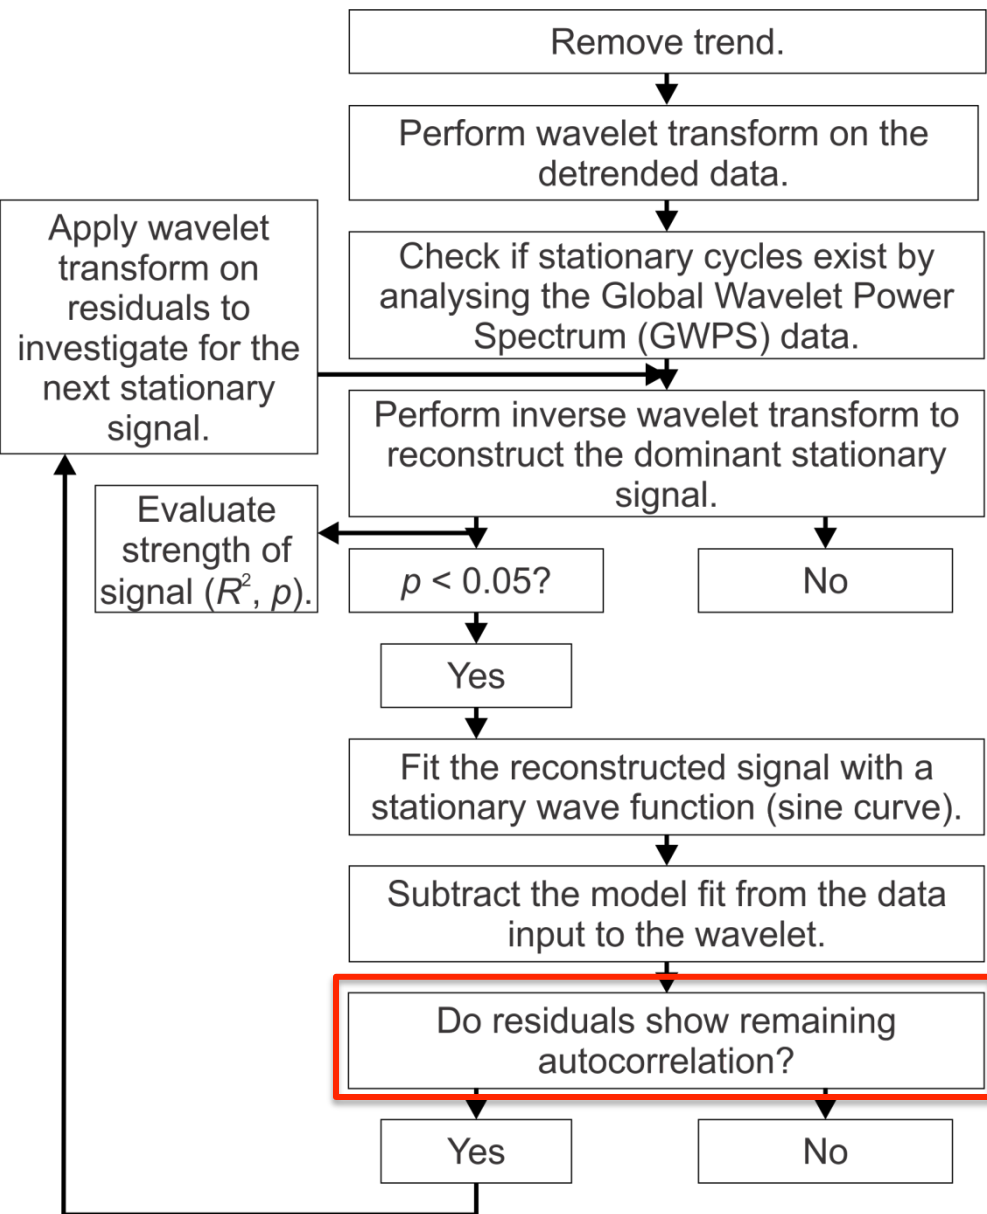 Remove trend.
Perform wavelet transform on the
detrended data.
Apply wavelet
transform on
residuals to
investigate for the
next stationary
signal.
Check if stationary cycles exist by
analysing the Global Wavelet Power
Spectrum (GWPS) data.
Perform inverse wavelet transform to
reconstruct the dominant stationary
signal.
Evaluate
strength of
signal (R², p).
p < 0.05?
No
Yes
Fit the reconstructed signal with a
stationary wave function (sine curve).
Subtract the model fit from the data
input to the wavelet.
Do residuals show remaining
autocorrelation?
Yes
No